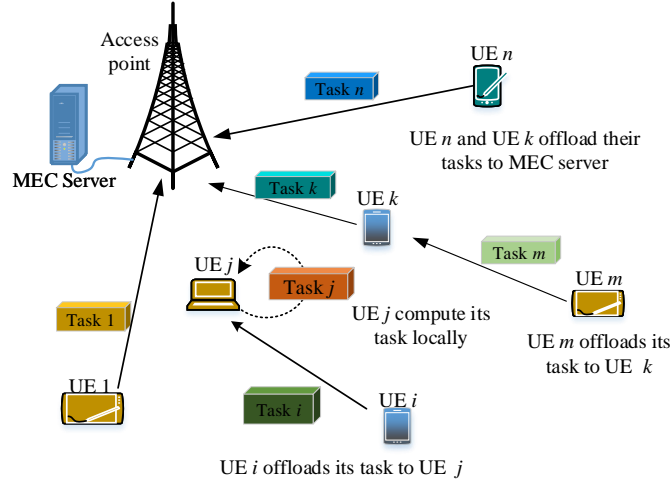 Access
point
UE n
Task n
UE n and UE k offload their
tasks to MEC server
MEC Server
Task k
UE k
Task m
UE j
Task j
UE m
UE j compute its
task locally
Task 1
UE m offloads its
task to UE k
UE 1
Task i
UE i
UE i offloads its task to UE j